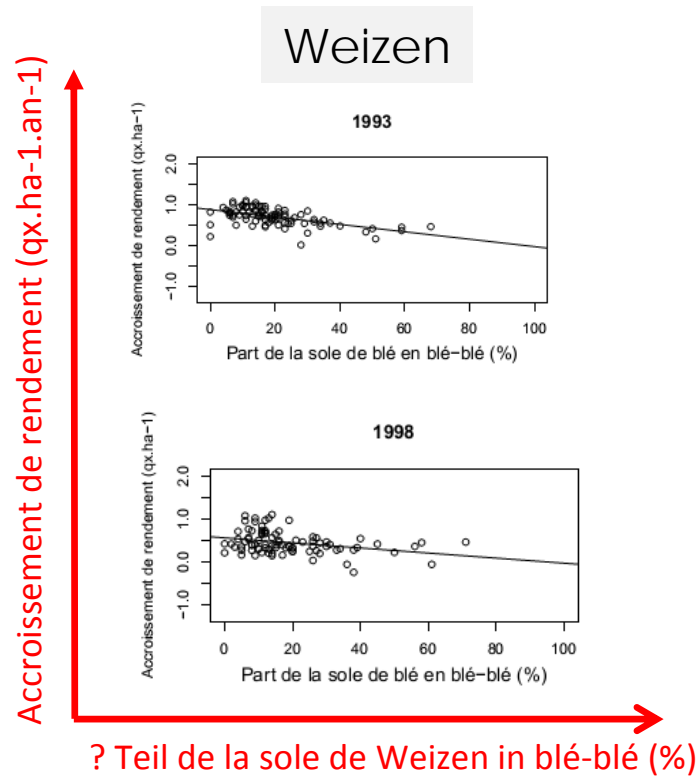 Weizen
Accroissement de rendement (qx.ha-1.an-1)
1993
Accroissement de rendement (qx.ha−1)
2.0
1.0
0.0
−1.0
0 20 40 60 80 100
Part de la sole de blé en blé−blé (%)
1998
Accroissement de rendement (qx.ha−1)
2.0
1.0
0.0
−1.0
0 20 40 60 80 100
Part de la sole de blé en blé−blé (%)
? Teil de la sole de Weizen in blé-blé (%)